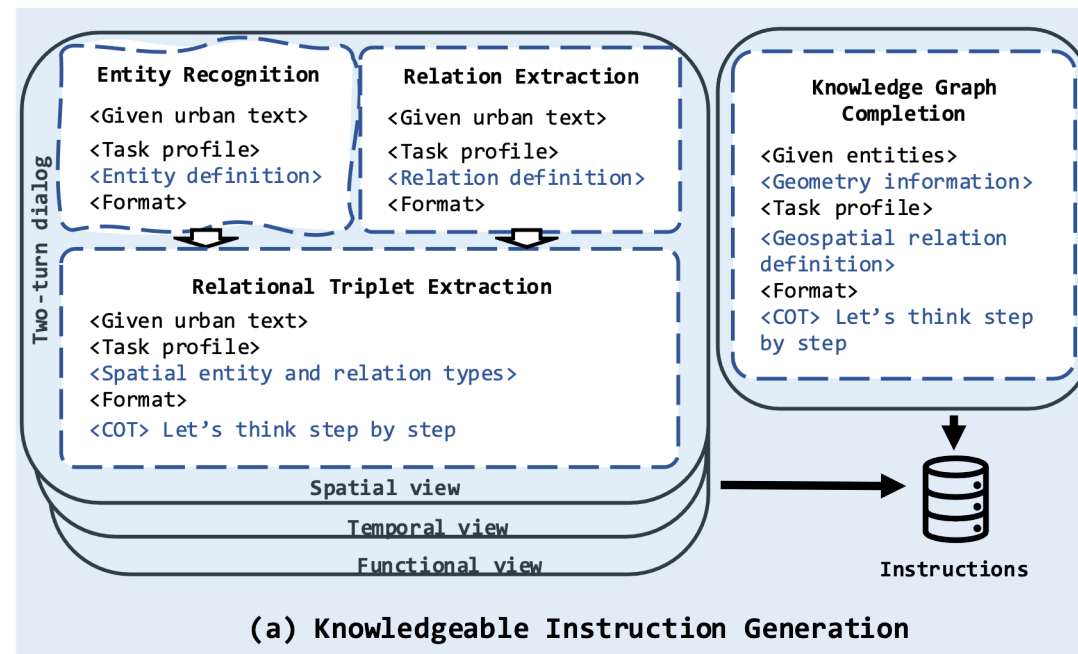 Two-turn dialog
Entity Recognition
<Given urban text>
<Task profile>
<Entity definition>
<Format>
Relation Extraction
<Given urban text>
<Task profile>
<Relation definition>
<Format>
Relational Triplet Extraction
<Given urban text>
<Task profile>
<Spatial entity and relation types>
<Format>
<COT> Let’s think step by step
Spatial view
Temporal view
Functional view
Knowledge Graph
Completion
<Given entities>
<Geometry information>
<Task profile>
<Geospatial relation
definition>
<Format>
<COT> Let’s think step
by step
Instructions
(a) Knowledgeable Instruction Generation